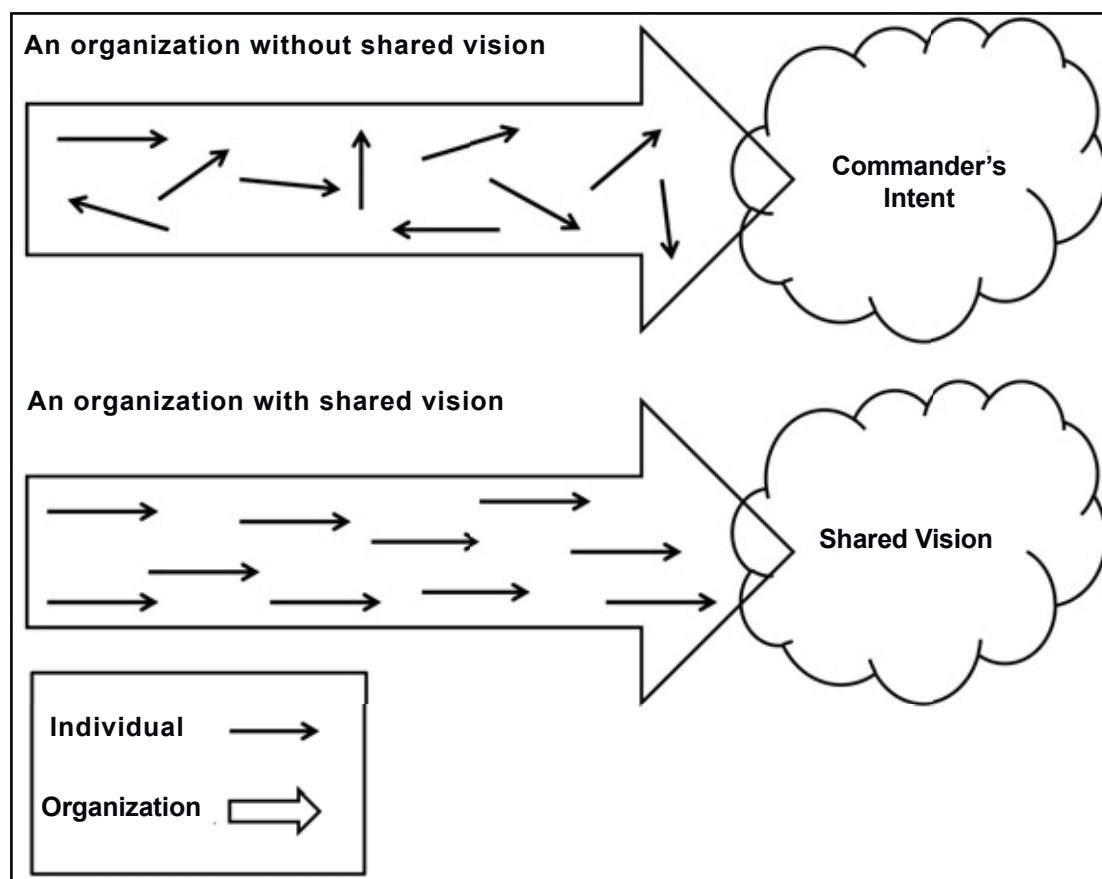 An organization without shared vision
Commander's
Intent
An organization with shared vision
Shared Vision
Individual
Organization